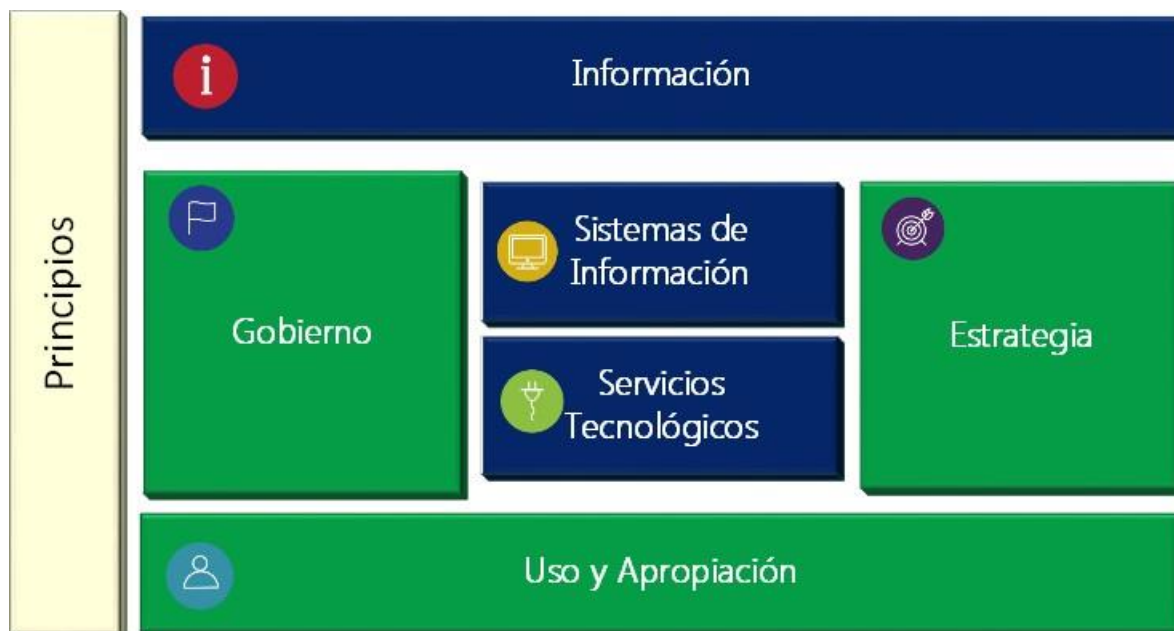 Principios
Información
Gobierno
Sistemas de
Información
Servicios
Tecnológicos
Estrategia
Uso y Apropiación